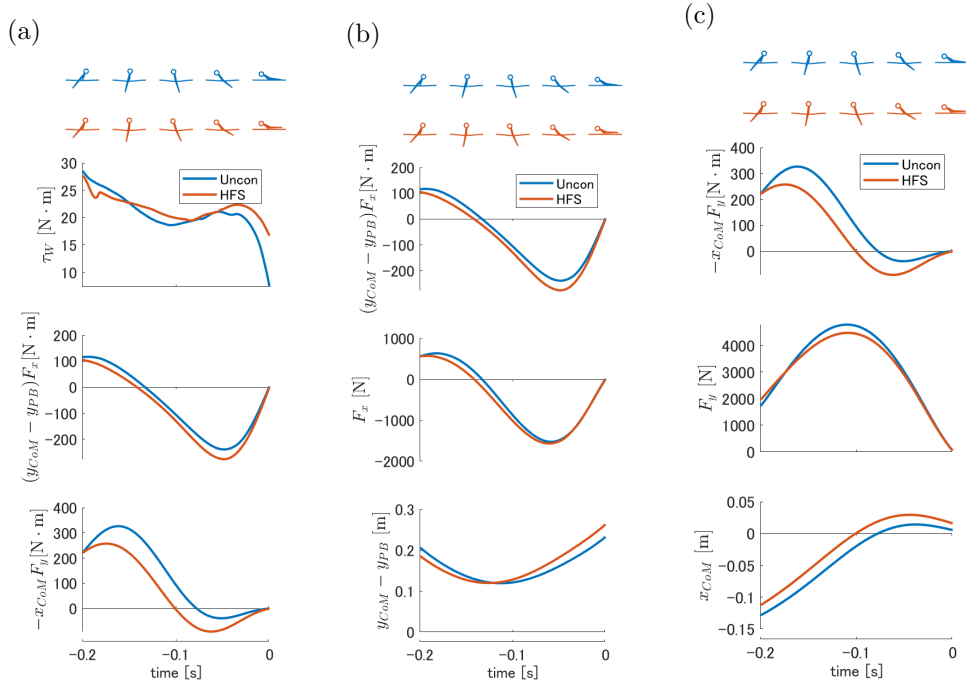 (a)
30
25
20
15
10
τ_W [N · m]
Uncon
HFS
200
100
0
−100
−200
(y_CoM − y_PB)F_x[N · m]
400
300
200
100
0
−100
−x_CoM F_y[N · m]
−0.2
−0.1
0
time [s]
(b)
200
100
0
−100
−200
(y_CoM − y_PB)F_x[N · m]
Uncon
HFS
1000
0
−1000
−2000
F_x [N]
0.3
0.2
0.1
0
y_CoM − y_PB [m]
−0.2
−0.1
0
time [s]
(c)
400
300
200
100
0
−x_CoM F_y[N · m]
Uncon
HFS
4000
3000
2000
1000
0
F_y [N]
0.05
0
−0.05
−0.1
−0.15
x_CoM [m]
−0.2
−0.1
0
time [s]